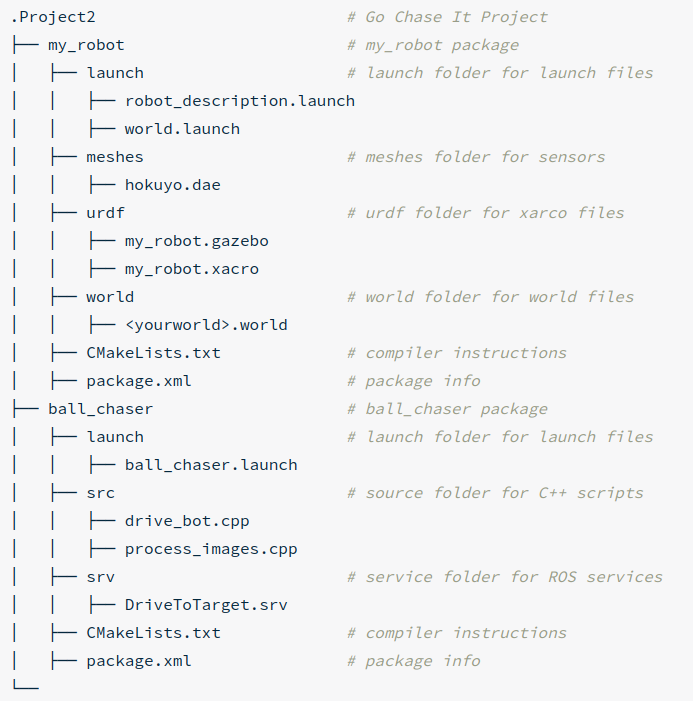 .Project2                          # Go Chase It Project
├── my_robot                       # my_robot package
│   ├── launch                     # launch folder for launch files
│   │   ├── robot_description.launch
│   │   ├── world.launch
│   ├── meshes                     # meshes folder for sensors
│   │   ├── hokuyo.dae
│   ├── urdf                       # urdf folder for xarco files
│   │   ├── my_robot.gazebo
│   │   ├── my_robot.xacro
│   ├── world                      # world folder for world files
│   │   ├── <yourworld>.world
│   ├── CMakeLists.txt             # compiler instructions
│   ├── package.xml                # package info
├── ball_chaser                    # ball_chaser package
│   ├── launch                     # launch folder for launch files
│   │   ├── ball_chaser.launch
│   ├── src                        # source folder for C++ scripts
│   │   ├── drive_bot.cpp
│   │   ├── process_images.cpp
│   ├── srv                        # service folder for ROS services
│   │   ├── DriveToTarget.srv
│   ├── CMakeLists.txt             # compiler instructions
│   ├── package.xml                # package info
└──